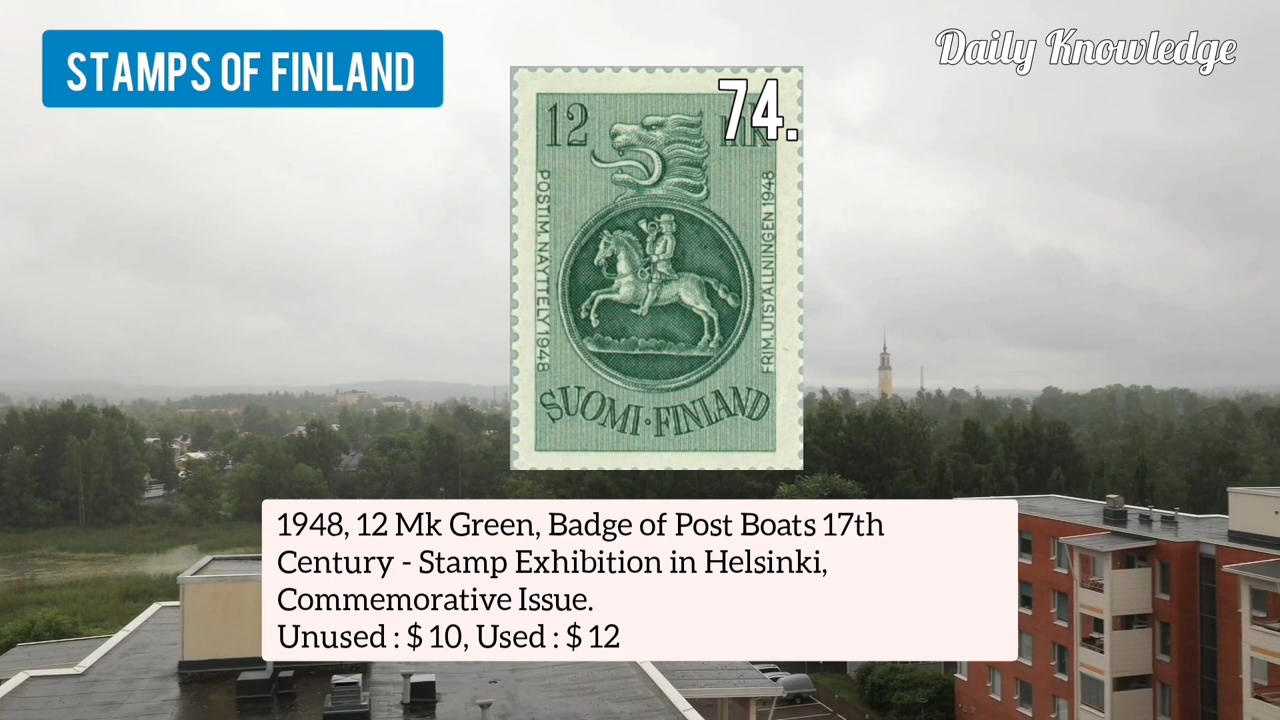 STAMPS OF FINLAND
Daily Knowledge
74.
12
POSTIM. NÄYTTELY 1948
FRIM. UTSTÄLLNINGEN 1948
SUOMI·FINLAND
1948, 12 Mk Green, Badge of Post Boats 17th
Century - Stamp Exhibition in Helsinki,
Commemorative Issue.
Unused : $ 10, Used : $ 12